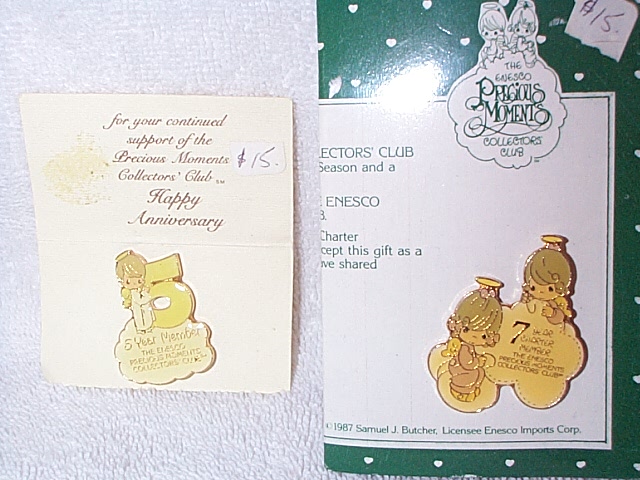 for your continued
support of the
Precious Moments
Collectors' Club SM
Happy
Anniversary
$15.
5
5 Year Member
THE ENESCO
PRECIOUS MOMENTS
COLLECTORS' CLUB
$15.
THE
ENESCO
PRECIOUS
MOMENTS
COLLECTORS'
CLUB
LECTORS' CLUB
Season and a
ENESCO
8.
Charter
cept this gift as a
ve shared
7 YEAR
CHARTER
MEMBER
THE ENESCO
PRECIOUS MOMENTS
COLLECTORS' CLUB
©1987 Samuel J. Butcher, Licensee Enesco Imports Corp.